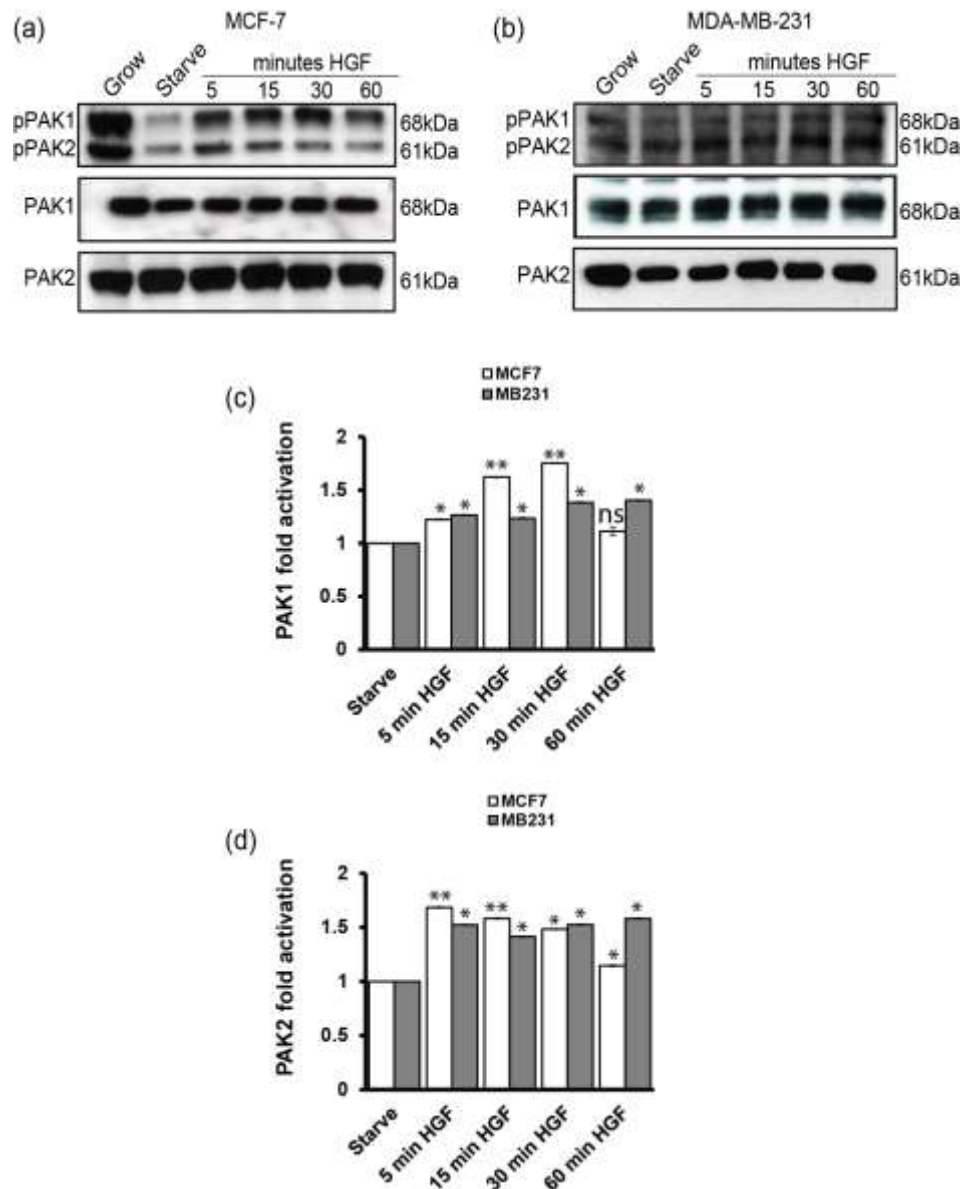 (a) MCF-7
Grow Starve minutes HGF
5 15 30 60
pPAK1 68kDa
pPAK2 61kDa
PAK1 68kDa
PAK2 61kDa
(b) MDA-MB-231
Grow Starve minutes HGF
5 15 30 60
pPAK1 68kDa
pPAK2 61kDa
PAK1 68kDa
PAK2 61kDa
(c)
MCF7
MB231
PAK1 fold activation
2
1.5
1
0.5
0
* * ** * ** * ns *
Starve 5 min HGF 15 min HGF 30 min HGF 60 min HGF
(d)
MCF7
MB231
PAK2 fold activation
2
1.5
1
0.5
0
** * ** * * * * *
Starve 5 min HGF 15 min HGF 30 min HGF 60 min HGF